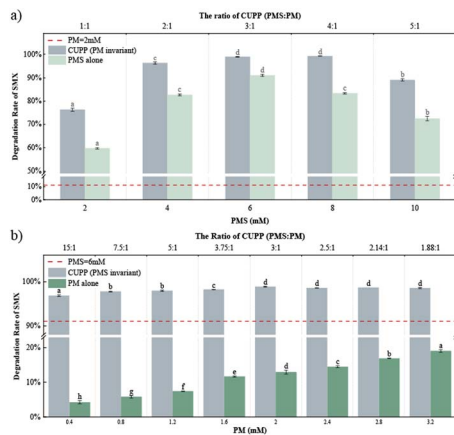 a)
The ratio of CUPP (PMS:PM)
1:1 2:1 3:1 4:1 5:1
PM=2mM
CUPP (PM invariant)
PMS alone
Degradation Rate of SMX
100%
90%
80%
70%
60%
50%
10%
0%
a a c c d d d c b b
2 4 6 8 10
PMS (mM)
b)
The Ratio of CUPP (PMS:PM)
15:1 7.5:1 5:1 3.75:1 3:1 2.5:1 2.14:1 1.88:1
PMS=6mM
CUPP (PMS invariant)
PM alone
Degradation Rate of SMX
100%
90%
20%
10%
0%
a b b c d d d d
h g f e d c b a
0.4 0.8 1.2 1.6 2 2.4 2.8 3.2
PM (mM)